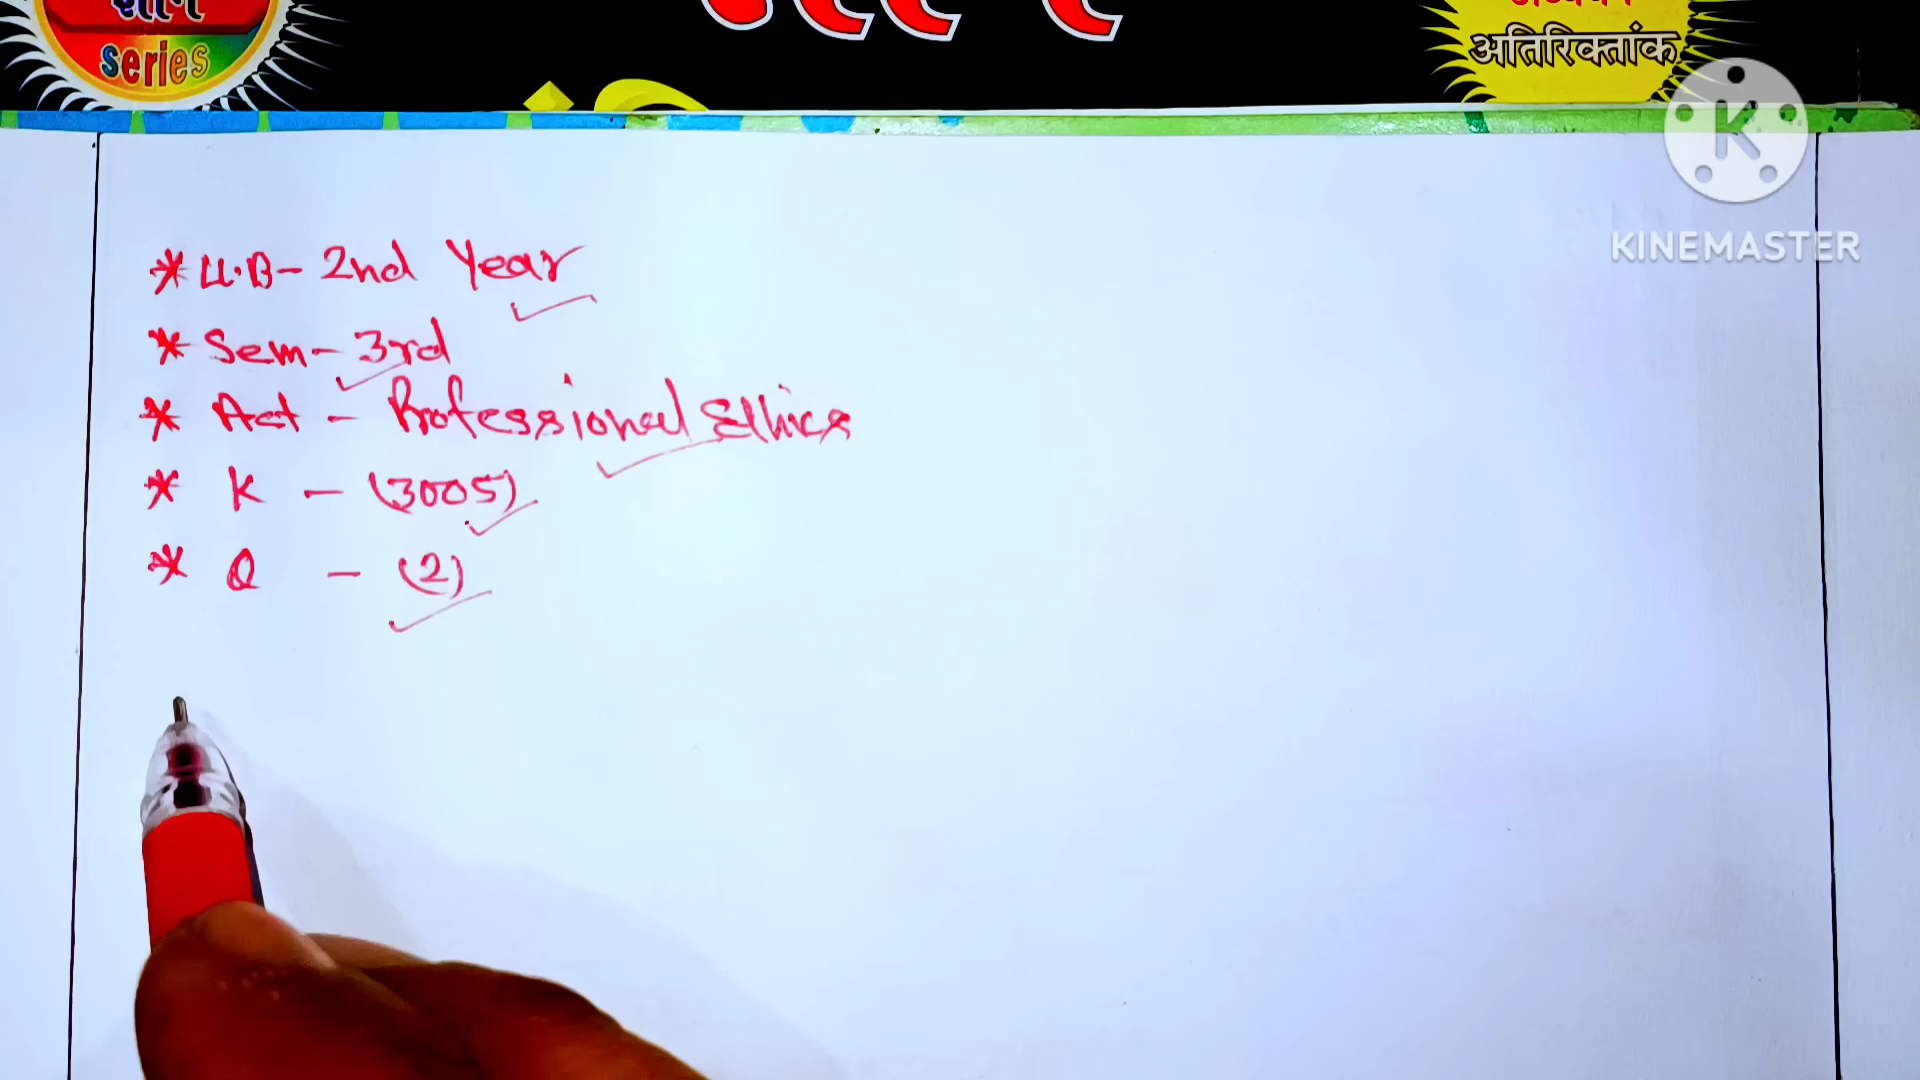 series
अतिरिक्तांक
KINEMASTER
* LL.B - 2nd Year
* Sem - 3rd
* Act - Professional Ethics
* K - (3005)
* Q - (2)